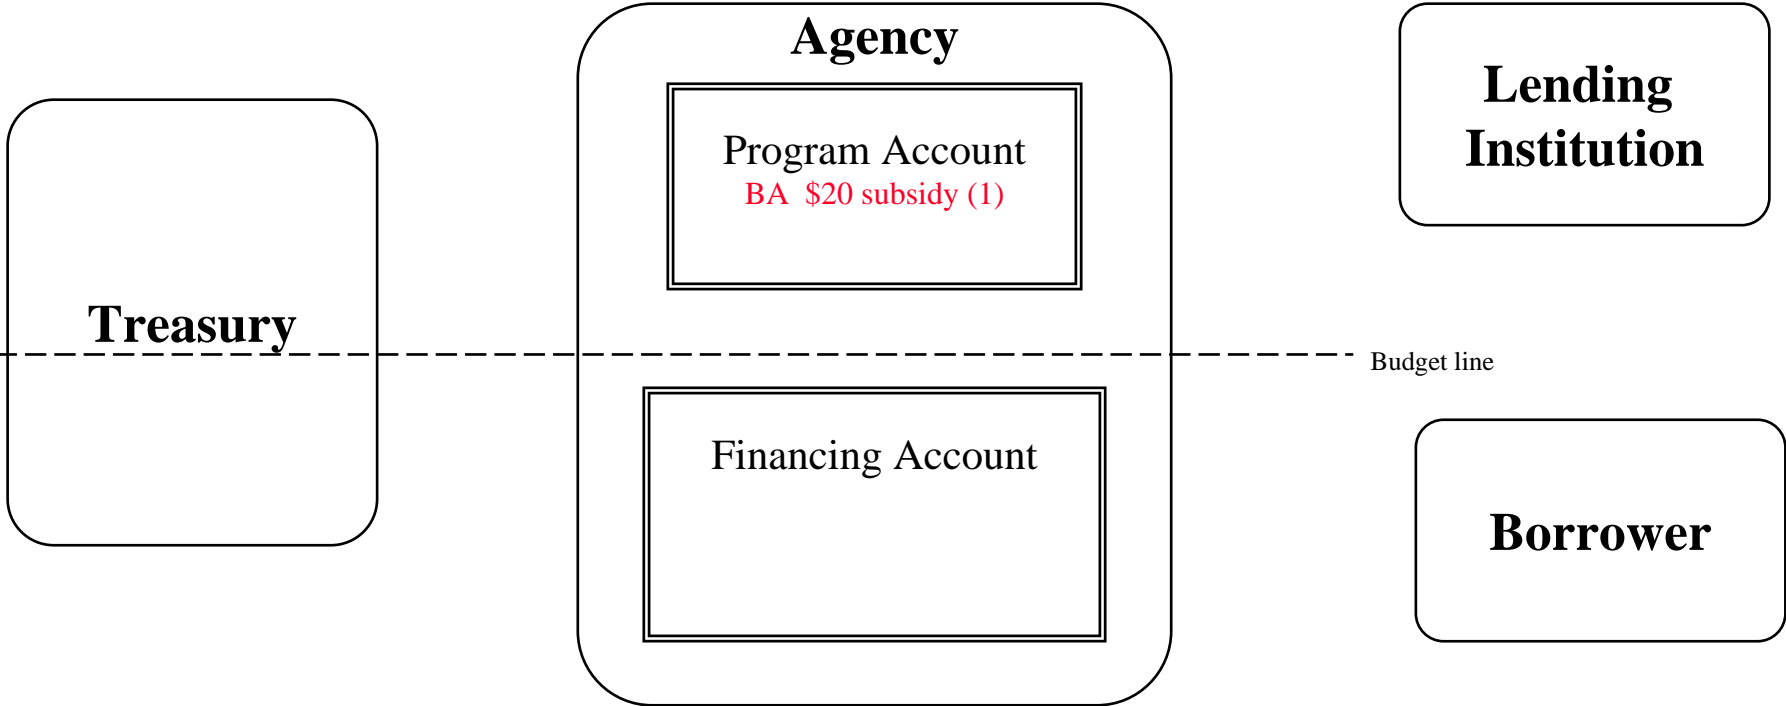 Agency
Lending
Institution
Program Account
BA $20 subsidy (1)
Treasury
Budget line
Financing Account
Borrower